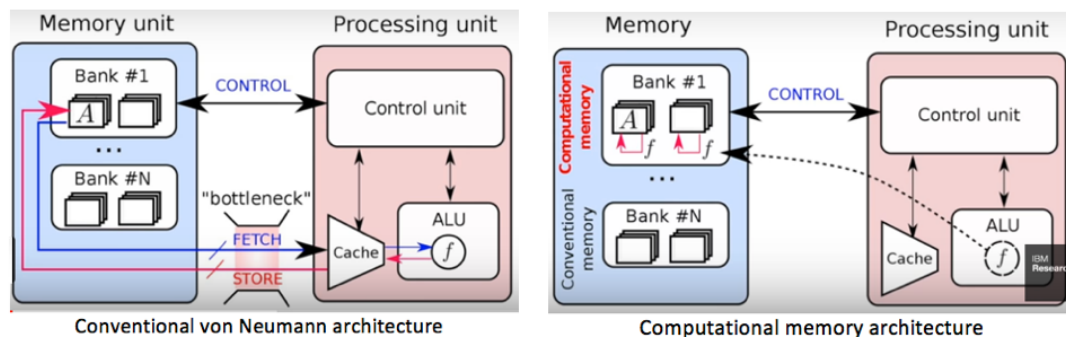 Memory unit
Processing unit
Bank #1
A
...
Bank #N
CONTROL
Control unit
"bottleneck"
FETCH
STORE
Cache
ALU
f
Conventional von Neumann architecture
Memory
Processing unit
Computational
memory
Bank #1
A
f
f
...
Conventional
memory
Bank #N
CONTROL
Control unit
Cache
ALU
f
IBM
Researc
Computational memory architecture